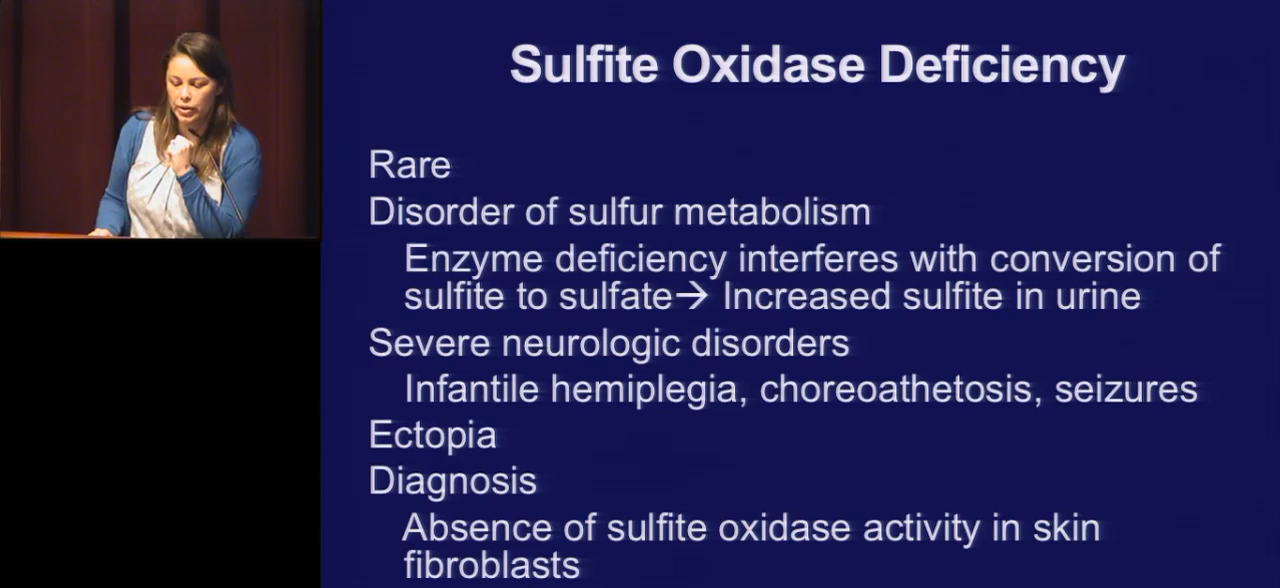 Sulfite Oxidase Deficiency
Rare
Disorder of sulfur metabolism
Enzyme deficiency interferes with conversion of
sulfite to sulfate→ Increased sulfite in urine
Severe neurologic disorders
Infantile hemiplegia, choreoathetosis, seizures
Ectopia
Diagnosis
Absence of sulfite oxidase activity in skin
fibroblasts